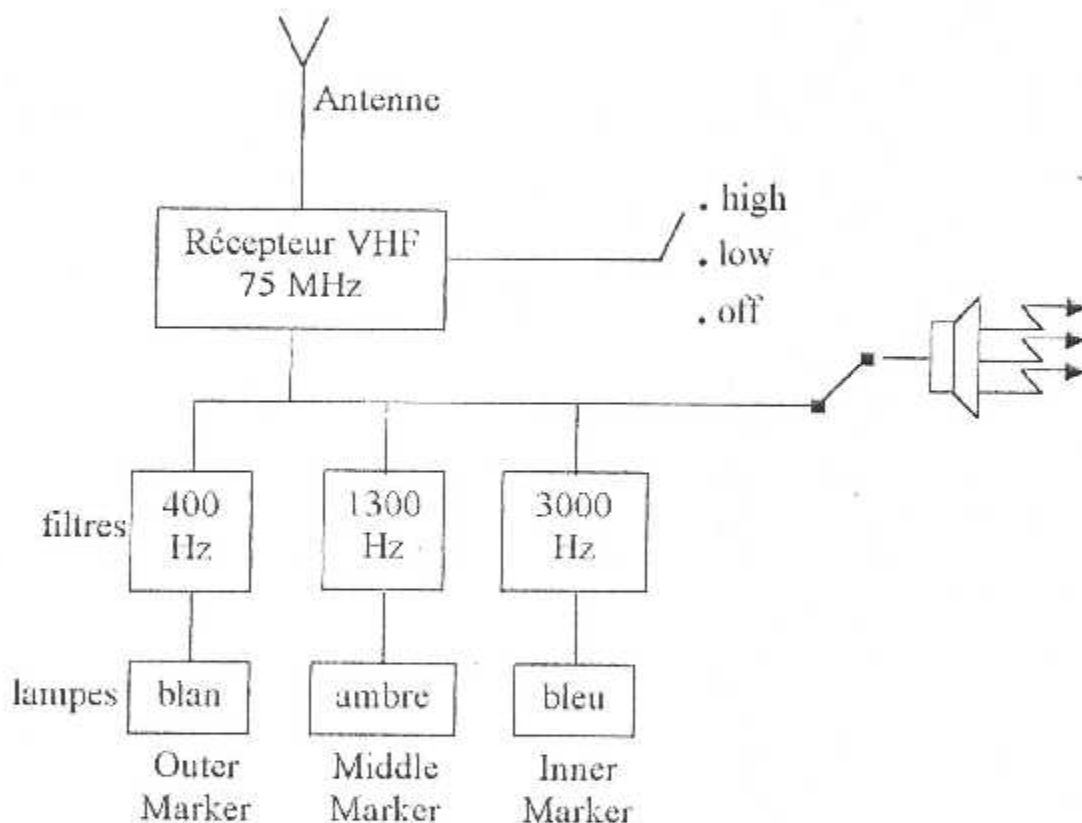 Antenne
Récepteur VHF
75 MHz
. high
. low
. off
filtres
400
Hz
1300
Hz
3000
Hz
lampes
blan
ambre
bleu
Outer
Marker
Middle
Marker
Inner
Marker